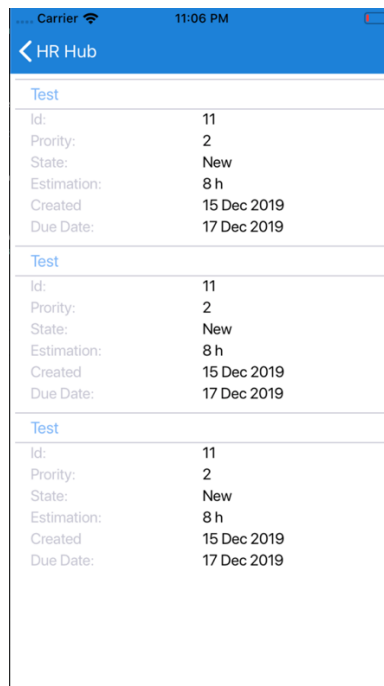 Carrier 11:06 PM
HR Hub
Test
Id: 11
Prority: 2
State: New
Estimation: 8 h
Created 15 Dec 2019
Due Date: 17 Dec 2019
Test
Id: 11
Prority: 2
State: New
Estimation: 8 h
Created 15 Dec 2019
Due Date: 17 Dec 2019
Test
Id: 11
Prority: 2
State: New
Estimation: 8 h
Created 15 Dec 2019
Due Date: 17 Dec 2019